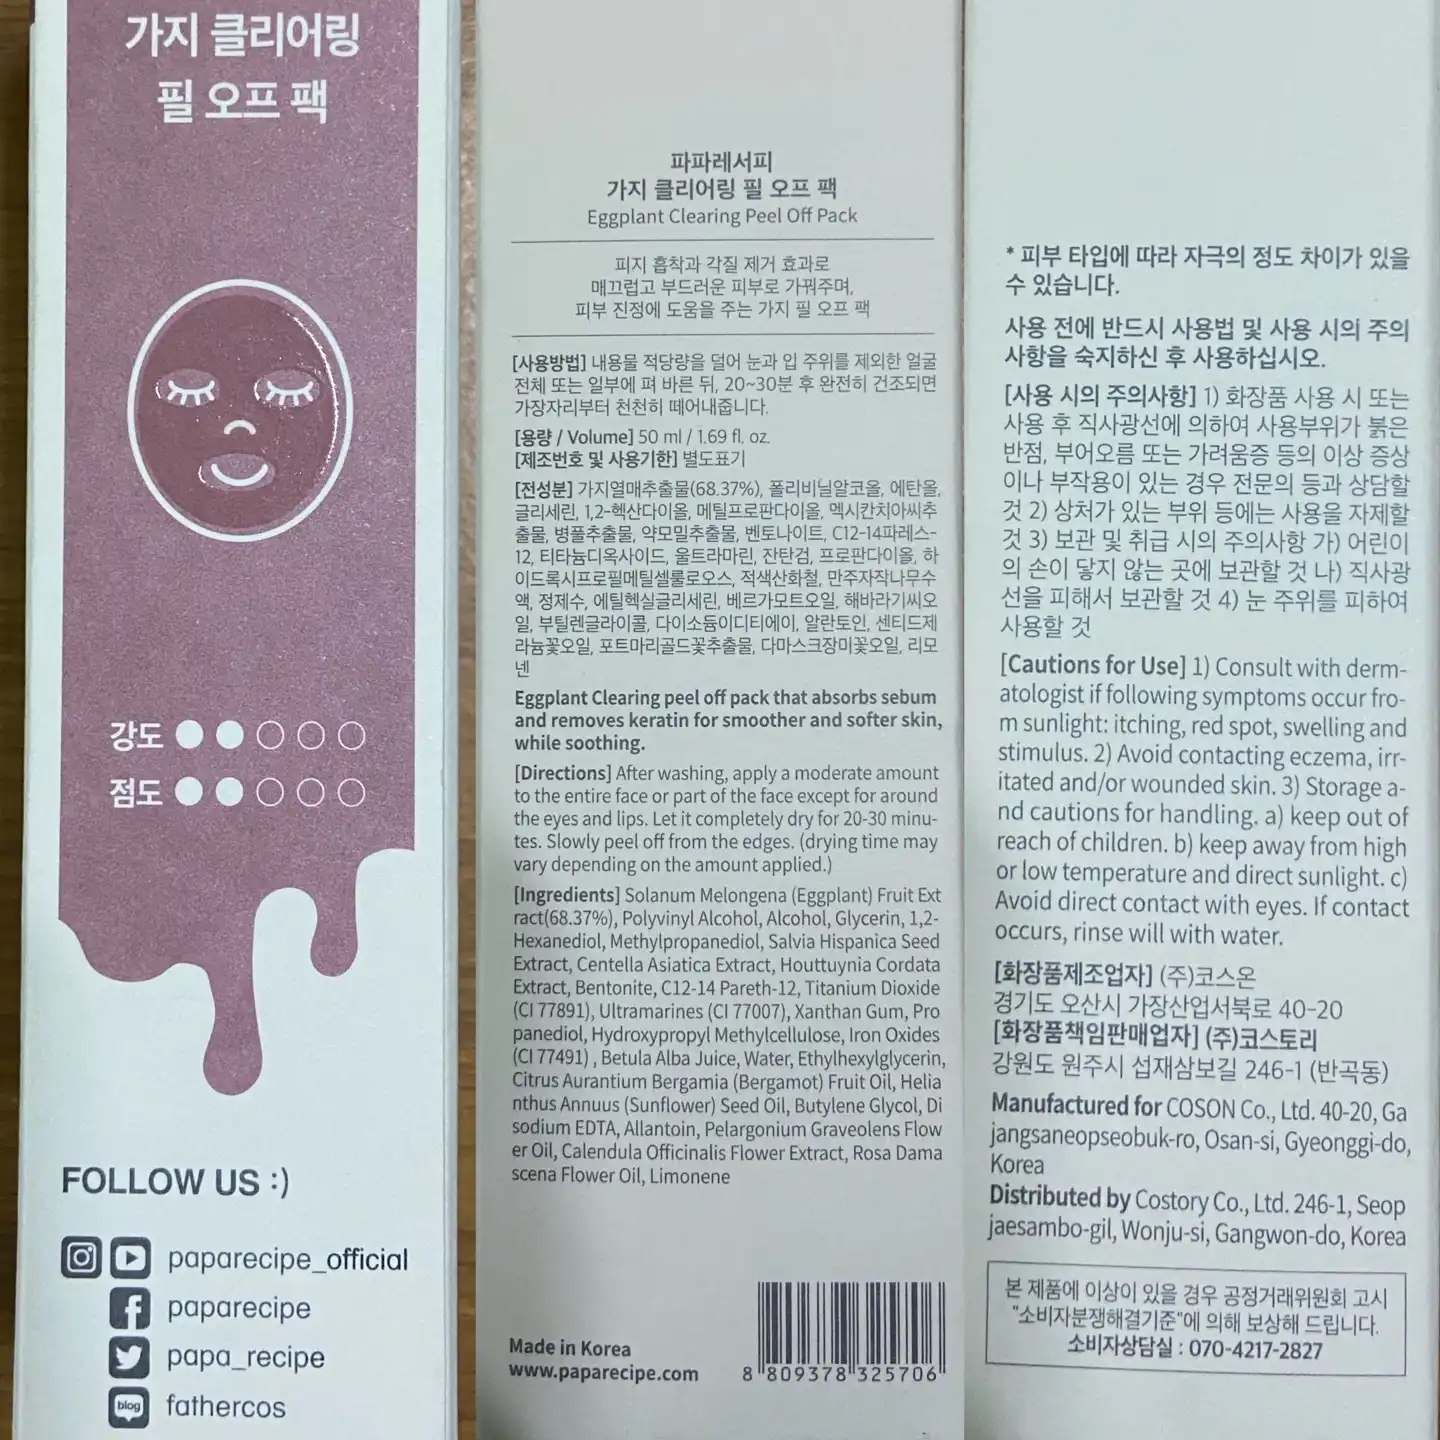 가지 클리어링
필 오프 팩
강도
점도
FOLLOW US :)
paparecipe_official
paparecipe
papa_recipe
blog
fathercos
파파레서피
가지 클리어링 필 오프 팩
Eggplant Clearing Peel Off Pack
피지 흡착과 각질 제거 효과로
매끄럽고 부드러운 피부로 가꿔주며,
피부 진정에 도움을 주는 가지 필 오프 팩
[사용방법] 내용물 적당량을 덜어 눈과 입 주위를 제외한 얼굴
전체 또는 일부에 펴 바른 뒤, 20~30분 후 완전히 건조되면
가장자리부터 천천히 떼어내줍니다.
[용량 / Volume] 50 ml / 1.69 fl. oz.
[제조번호 및 사용기한] 별도표기
[전성분] 가지열매추출물(68.37%), 폴리비닐알코올, 에탄올,
글리세린, 1,2-헥산다이올, 메틸프로판다이올, 멕시칸치아씨추
출물, 병풀추출물, 약모밀추출물, 벤토나이트, C12-14파레스-
12, 티타늄디옥사이드, 울트라마린, 잔탄검, 프로판다이올, 하
이드록시프로필메틸셀룰로오스, 적색산화철, 만주자작나무수
액, 정제수, 에틸헥실글리세린, 베르가모트오일, 해바라기씨오
일, 부틸렌글라이콜, 다이소듐이디티에이, 알란토인, 센티드제
라늄꽃오일, 포트마리골드꽃추출물, 다마스크장미꽃오일, 리모
넨
Eggplant Clearing peel off pack that absorbs sebum
and removes keratin for smoother and softer skin,
while soothing.
[Directions] After washing, apply a moderate amount
to the entire face or part of the face except for around
the eyes and lips. Let it completely dry for 20-30 minu-
tes. Slowly peel off from the edges. (drying time may
vary depending on the amount applied.)
[Ingredients] Solanum Melongena (Eggplant) Fruit Ext
ract(68.37%), Polyvinyl Alcohol, Alcohol, Glycerin, 1,2-
Hexanediol, Methylpropanediol, Salvia Hispanica Seed
Extract, Centella Asiatica Extract, Houttuynia Cordata
Extract, Bentonite, C12-14 Pareth-12, Titanium Dioxide
(CI 77891), Ultramarines (CI 77007), Xanthan Gum, Pro
panediol, Hydroxypropyl Methylcellulose, Iron Oxides
(CI 77491) , Betula Alba Juice, Water, Ethylhexylglycerin,
Citrus Aurantium Bergamia (Bergamot) Fruit Oil, Helia
nthus Annuus (Sunflower) Seed Oil, Butylene Glycol, Di
sodium EDTA, Allantoin, Pelargonium Graveolens Flow
er Oil, Calendula Officinalis Flower Extract, Rosa Dama
scena Flower Oil, Limonene
Made in Korea
www.paparecipe.com
8 809378 325706
* 피부 타입에 따라 자극의 정도 차이가 있을
수 있습니다.
사용 전에 반드시 사용법 및 사용 시의 주의
사항을 숙지하신 후 사용하십시오.
[사용 시의 주의사항] 1) 화장품 사용 시 또는
사용 후 직사광선에 의하여 사용부위가 붉은
반점, 부어오름 또는 가려움증 등의 이상 증상
이나 부작용이 있는 경우 전문의 등과 상담할
것 2) 상처가 있는 부위 등에는 사용을 자제할
것 3) 보관 및 취급 시의 주의사항 가) 어린이
의 손이 닿지 않는 곳에 보관할 것 나) 직사광
선을 피해서 보관할 것 4) 눈 주위를 피하여
사용할 것
[Cautions for Use] 1) Consult with derm-
atologist if following symptoms occur fro-
m sunlight: itching, red spot, swelling and
stimulus. 2) Avoid contacting eczema, irr-
itated and/or wounded skin. 3) Storage a-
nd cautions for handling. a) keep out of
reach of children. b) keep away from high
or low temperature and direct sunlight. c)
Avoid direct contact with eyes. If contact
occurs, rinse will with water.
[화장품제조업자] (주)코스온
경기도 오산시 가장산업서북로 40-20
[화장품책임판매업자] (주)코스토리
강원도 원주시 섭재삼보길 246-1 (반곡동)
Manufactured for COSON Co., Ltd. 40-20, Ga
jangsaneopseobuk-ro, Osan-si, Gyeonggi-do,
Korea
Distributed by Costory Co., Ltd. 246-1, Seop
jaesambo-gil, Wonju-si, Gangwon-do, Korea
본 제품에 이상이 있을 경우 공정거래위원회 고시
"소비자분쟁해결기준"에 의해 보상해 드립니다.
소비자상담실 : 070-4217-2827